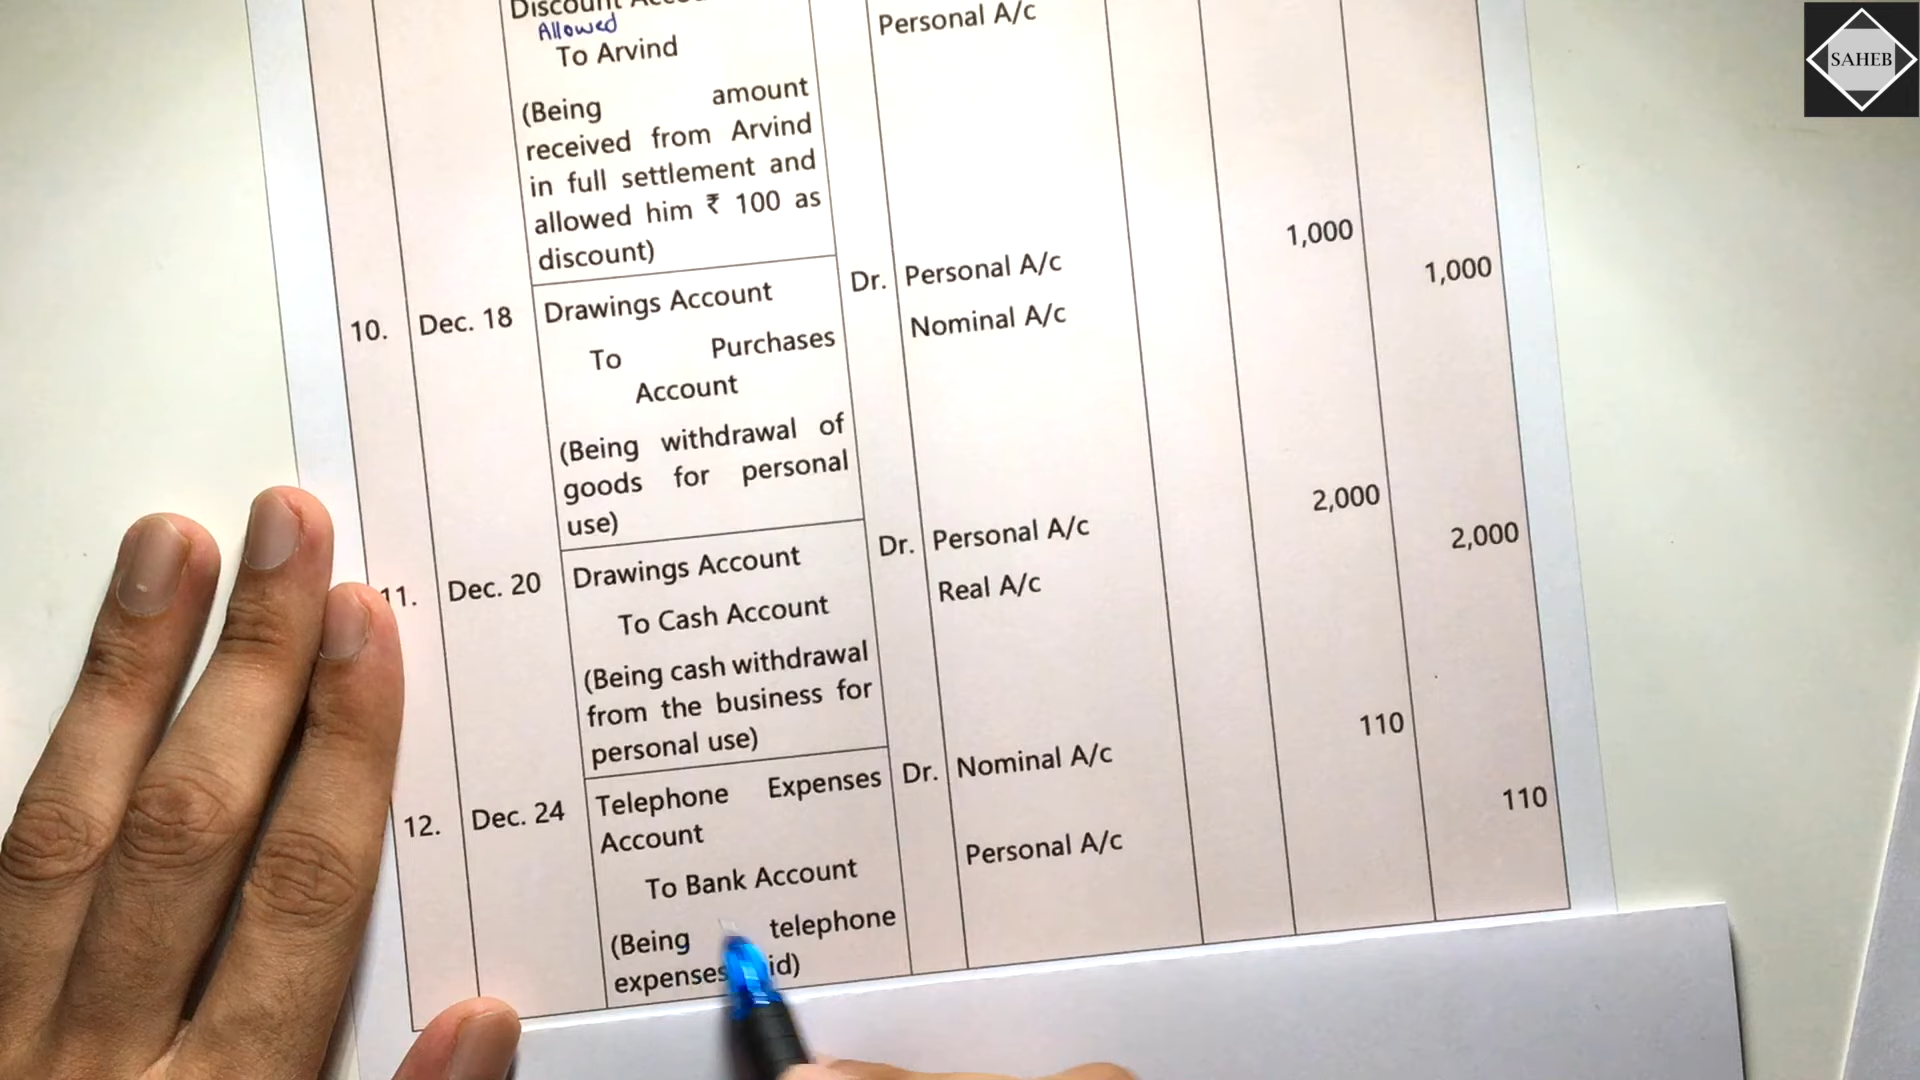 SAHEB
Discount
Allowed
To Arvind
Personal A/c
(Being amount
received from Arvind
in full settlement and
allowed him ₹ 100 as
discount)
10. Dec. 18 Drawings Account Dr. Personal A/c 1,000
To Purchases Nominal A/c 1,000
Account
(Being withdrawal of
goods for personal
use)
11. Dec. 20 Drawings Account Dr. Personal A/c 2,000
To Cash Account Real A/c 2,000
(Being cash withdrawal
from the business for
personal use)
12. Dec. 24 Telephone Expenses Dr. Nominal A/c 110
Account
To Bank Account Personal A/c 110
(Being telephone
expenses id)